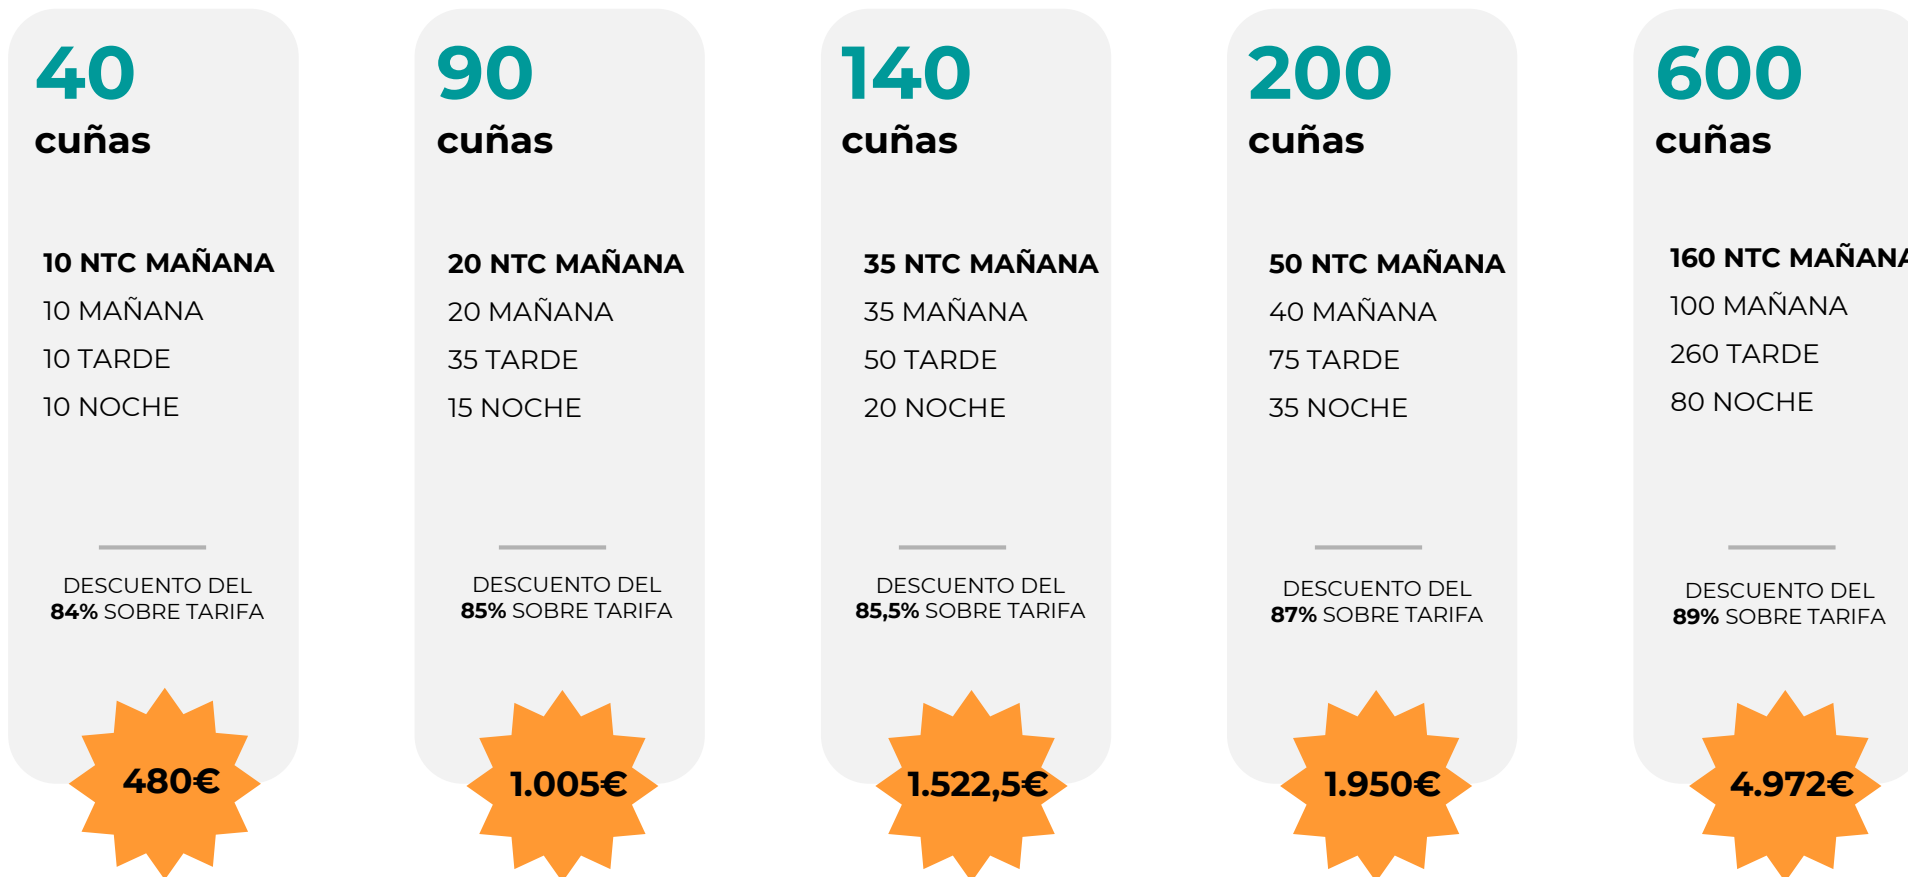 40
cuñas
10 NTC MAÑANA
10 MAÑANA
10 TARDE
10 NOCHE
DESCUENTO DEL
84% SOBRE TARIFA
480€
90
cuñas
20 NTC MAÑANA
20 MAÑANA
35 TARDE
15 NOCHE
DESCUENTO DEL
85% SOBRE TARIFA
1.005€
140
cuñas
35 NTC MAÑANA
35 MAÑANA
50 TARDE
20 NOCHE
DESCUENTO DEL
85,5% SOBRE TARIFA
1.522,5€
200
cuñas
50 NTC MAÑANA
40 MAÑANA
75 TARDE
35 NOCHE
DESCUENTO DEL
87% SOBRE TARIFA
1.950€
600
cuñas
160 NTC MAÑANA
100 MAÑANA
260 TARDE
80 NOCHE
DESCUENTO DEL
89% SOBRE TARIFA
4.972€